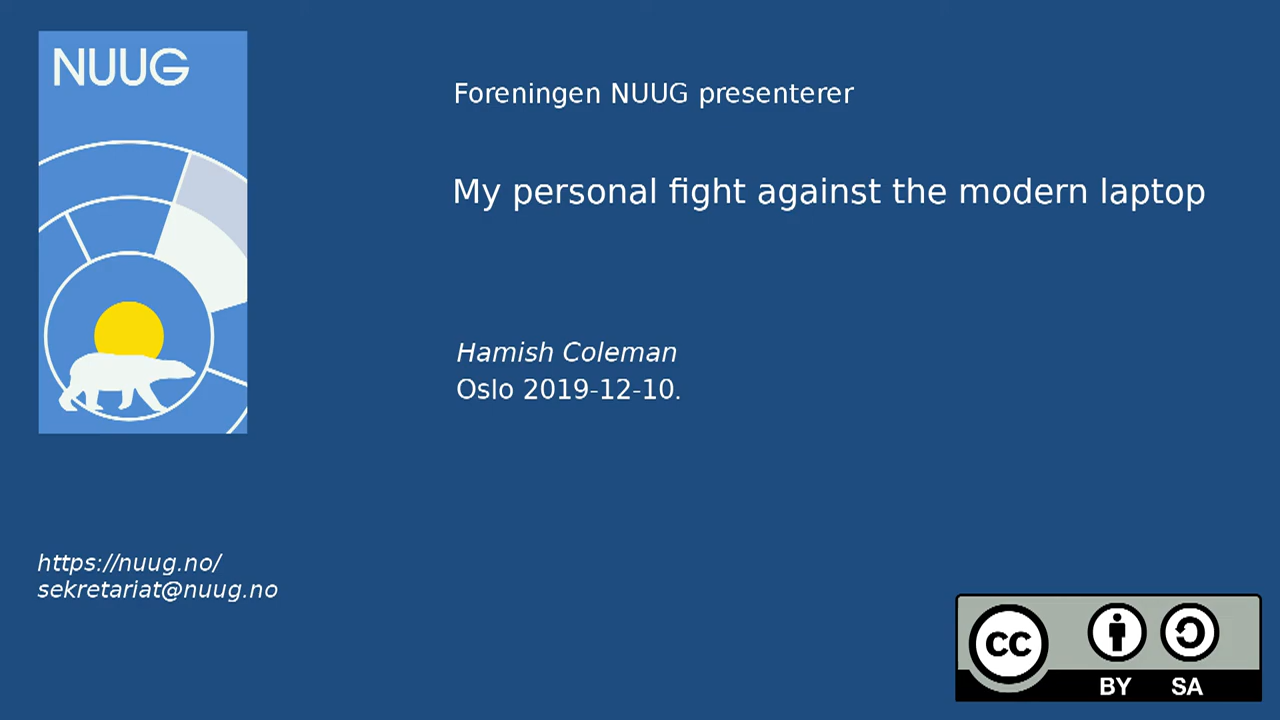 NUUG
Foreningen NUUG presenterer
My personal fight against the modern laptop
Hamish Coleman
Oslo 2019-12-10.
https://nuug.no/
sekretariat@nuug.no
cc
BY SA